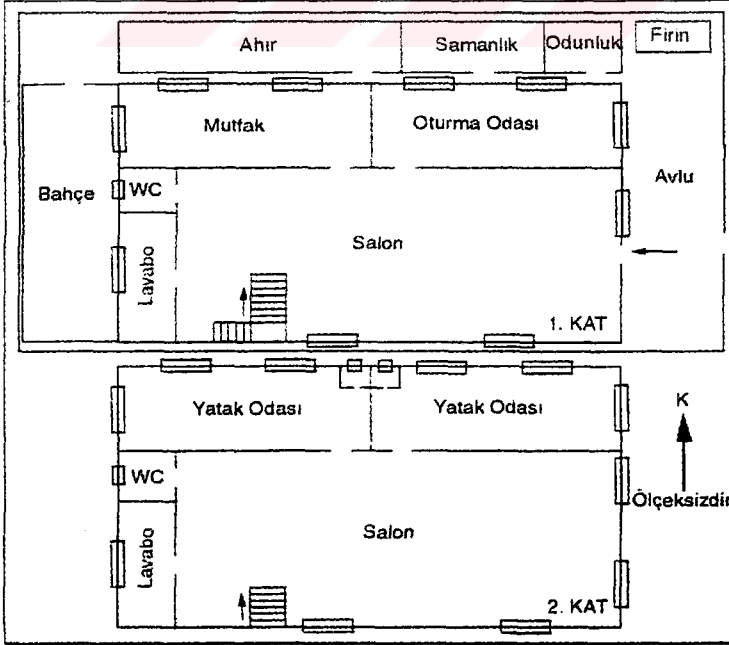 Ahır
Samanlık
Odunluk
Fırın
Mutfak
Oturma Odası
Bahçe
WC
Avlu
Salon
Lavabo
1. KAT
Yatak Odası
Yatak Odası
K
WC
Ölçeksizdir
Salon
Lavabo
2. KAT